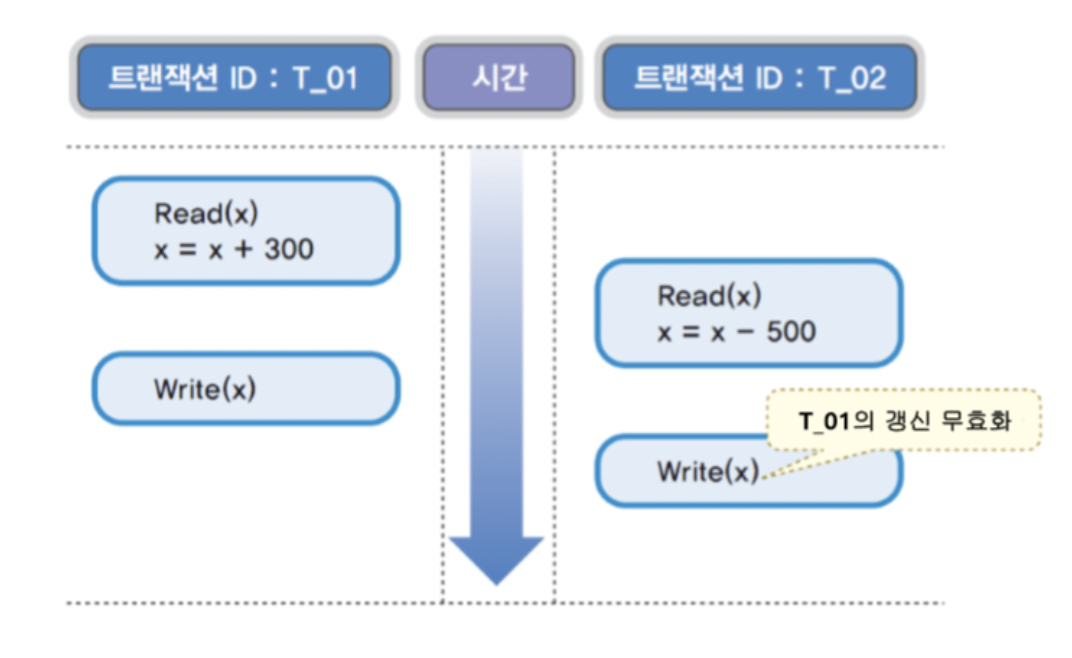 트랜잭션 ID : T_01
시간
트랜잭션 ID : T_02
Read(x)
x = x + 300
Read(x)
x = x - 500
Write(x)
T_01의 갱신 무효화
Write(x)